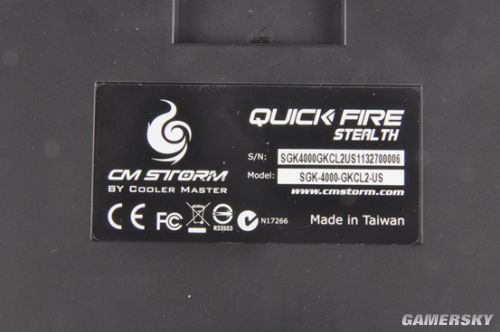 QUICK FIRE
STEALTH
S/N: SGK4000GKCL2US1132700006
Model: SGK-4000-GKCL2-US
www.cmstorm.com
CM STORM
BY COOLER MASTER
CE FC R33553 N17266
Made in Taiwan
GAMERSKY